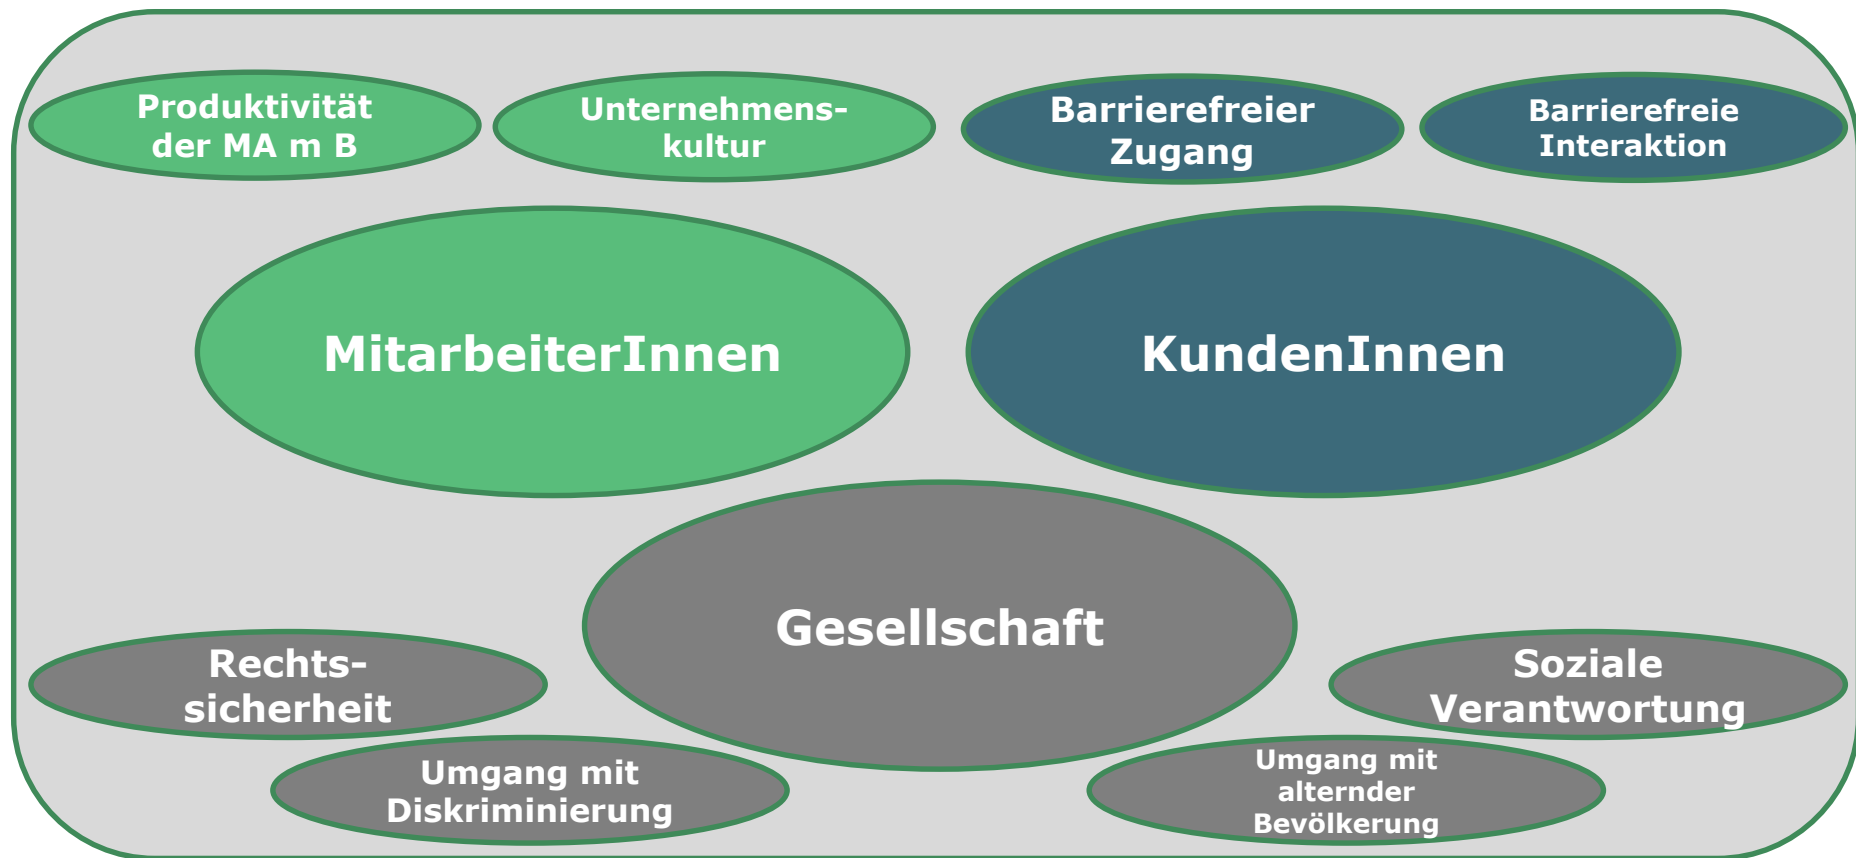 Produktivität
der MA m B
Unternehmens-
kultur
Barrierefreier
Zugang
Barrierefreie
Interaktion
MitarbeiterInnen
KundenInnen
Gesellschaft
Rechts-
sicherheit
Soziale
Verantwortung
Umgang mit
Diskriminierung
Umgang mit
alternder
Bevölkerung